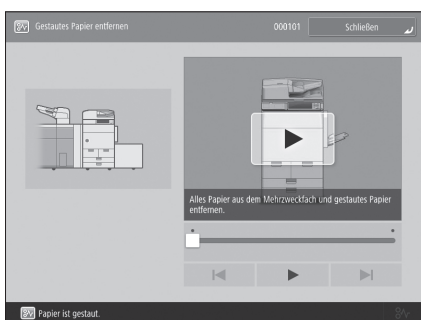 Gestautes Papier entfernen
000101
Schließen
Alles Papier aus dem Mehrzweckfach und gestautes Papier
entfernen.
Papier ist gestaut.